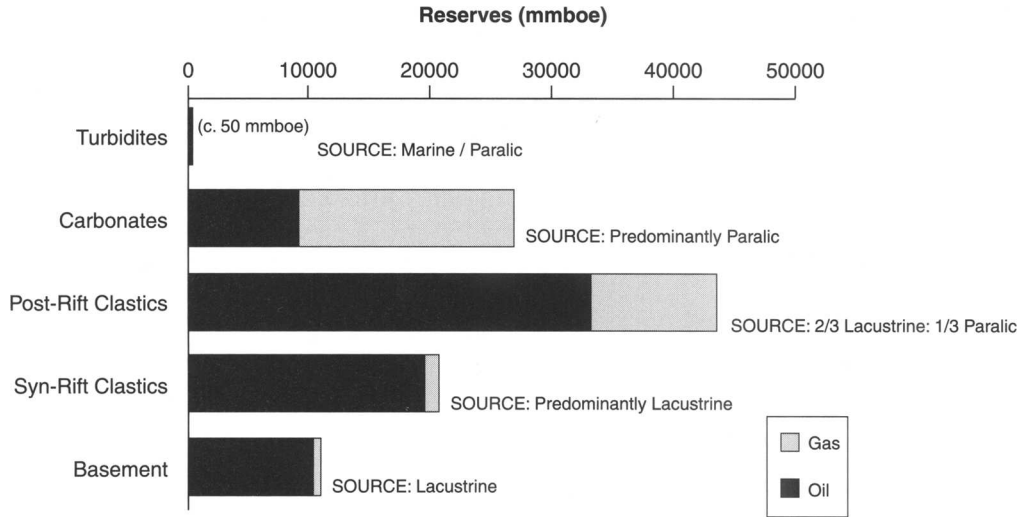 Reserves (mmboe)
0 10000 20000 30000 40000 50000
Turbidites
(c. 50 mmboe)
SOURCE: Marine / Paralic
Carbonates
SOURCE: Predominantly Paralic
Post-Rift Clastics
SOURCE: 2/3 Lacustrine: 1/3 Paralic
Syn-Rift Clastics
SOURCE: Predominantly Lacustrine
Basement
SOURCE: Lacustrine
Gas
Oil